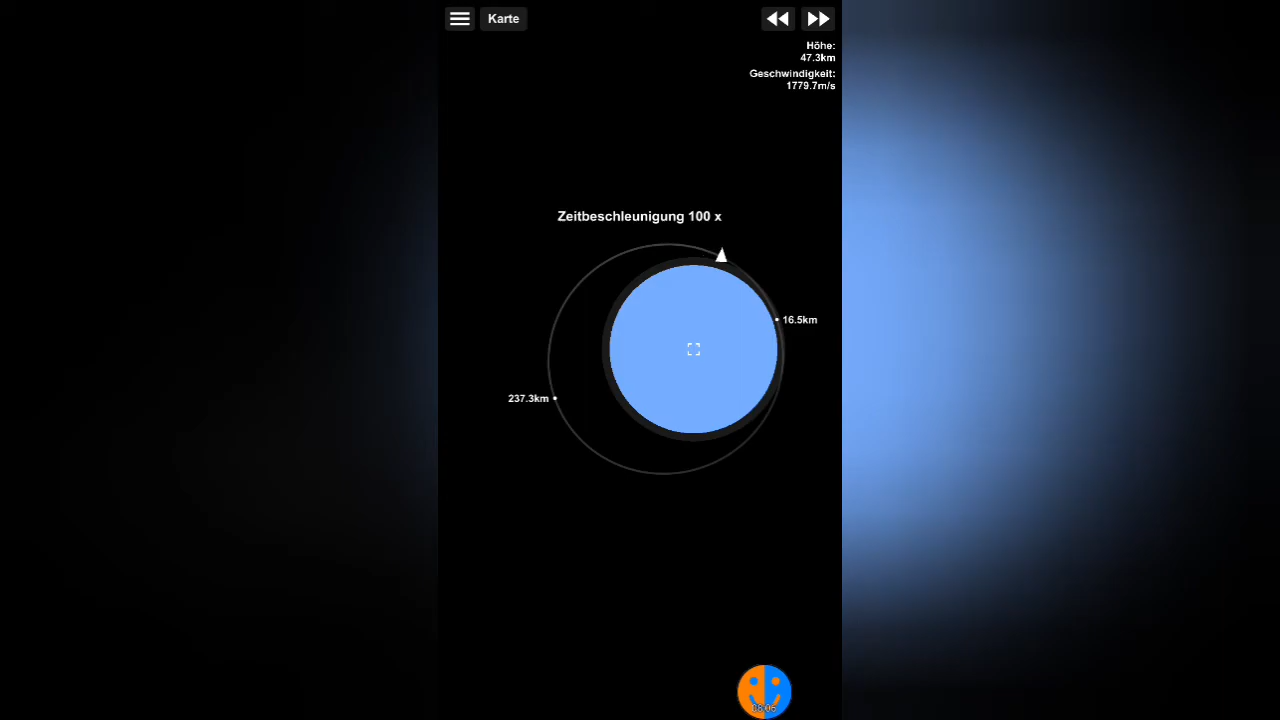 Karte
Höhe:
47.3km
Geschwindigkeit:
1779.7m/s
Zeitbeschleunigung 100 x
16.5km
237.3km